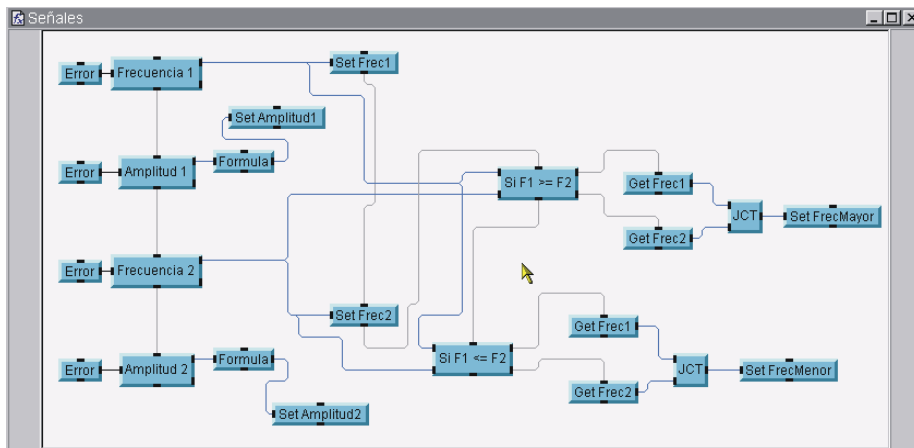 Señales
Error
Frecuencia 1
Set Frec1
Set Amplitud1
Error
Amplitud 1
Formula
Si F1 >= F2
Get Frec1
Get Frec2
JCT
Set FrecMayor
Error
Frecuencia 2
Set Frec2
Get Frec1
Si F1 <= F2
Error
Amplitud 2
Formula
JCT
Set FrecMenor
Get Frec2
Set Amplitud2